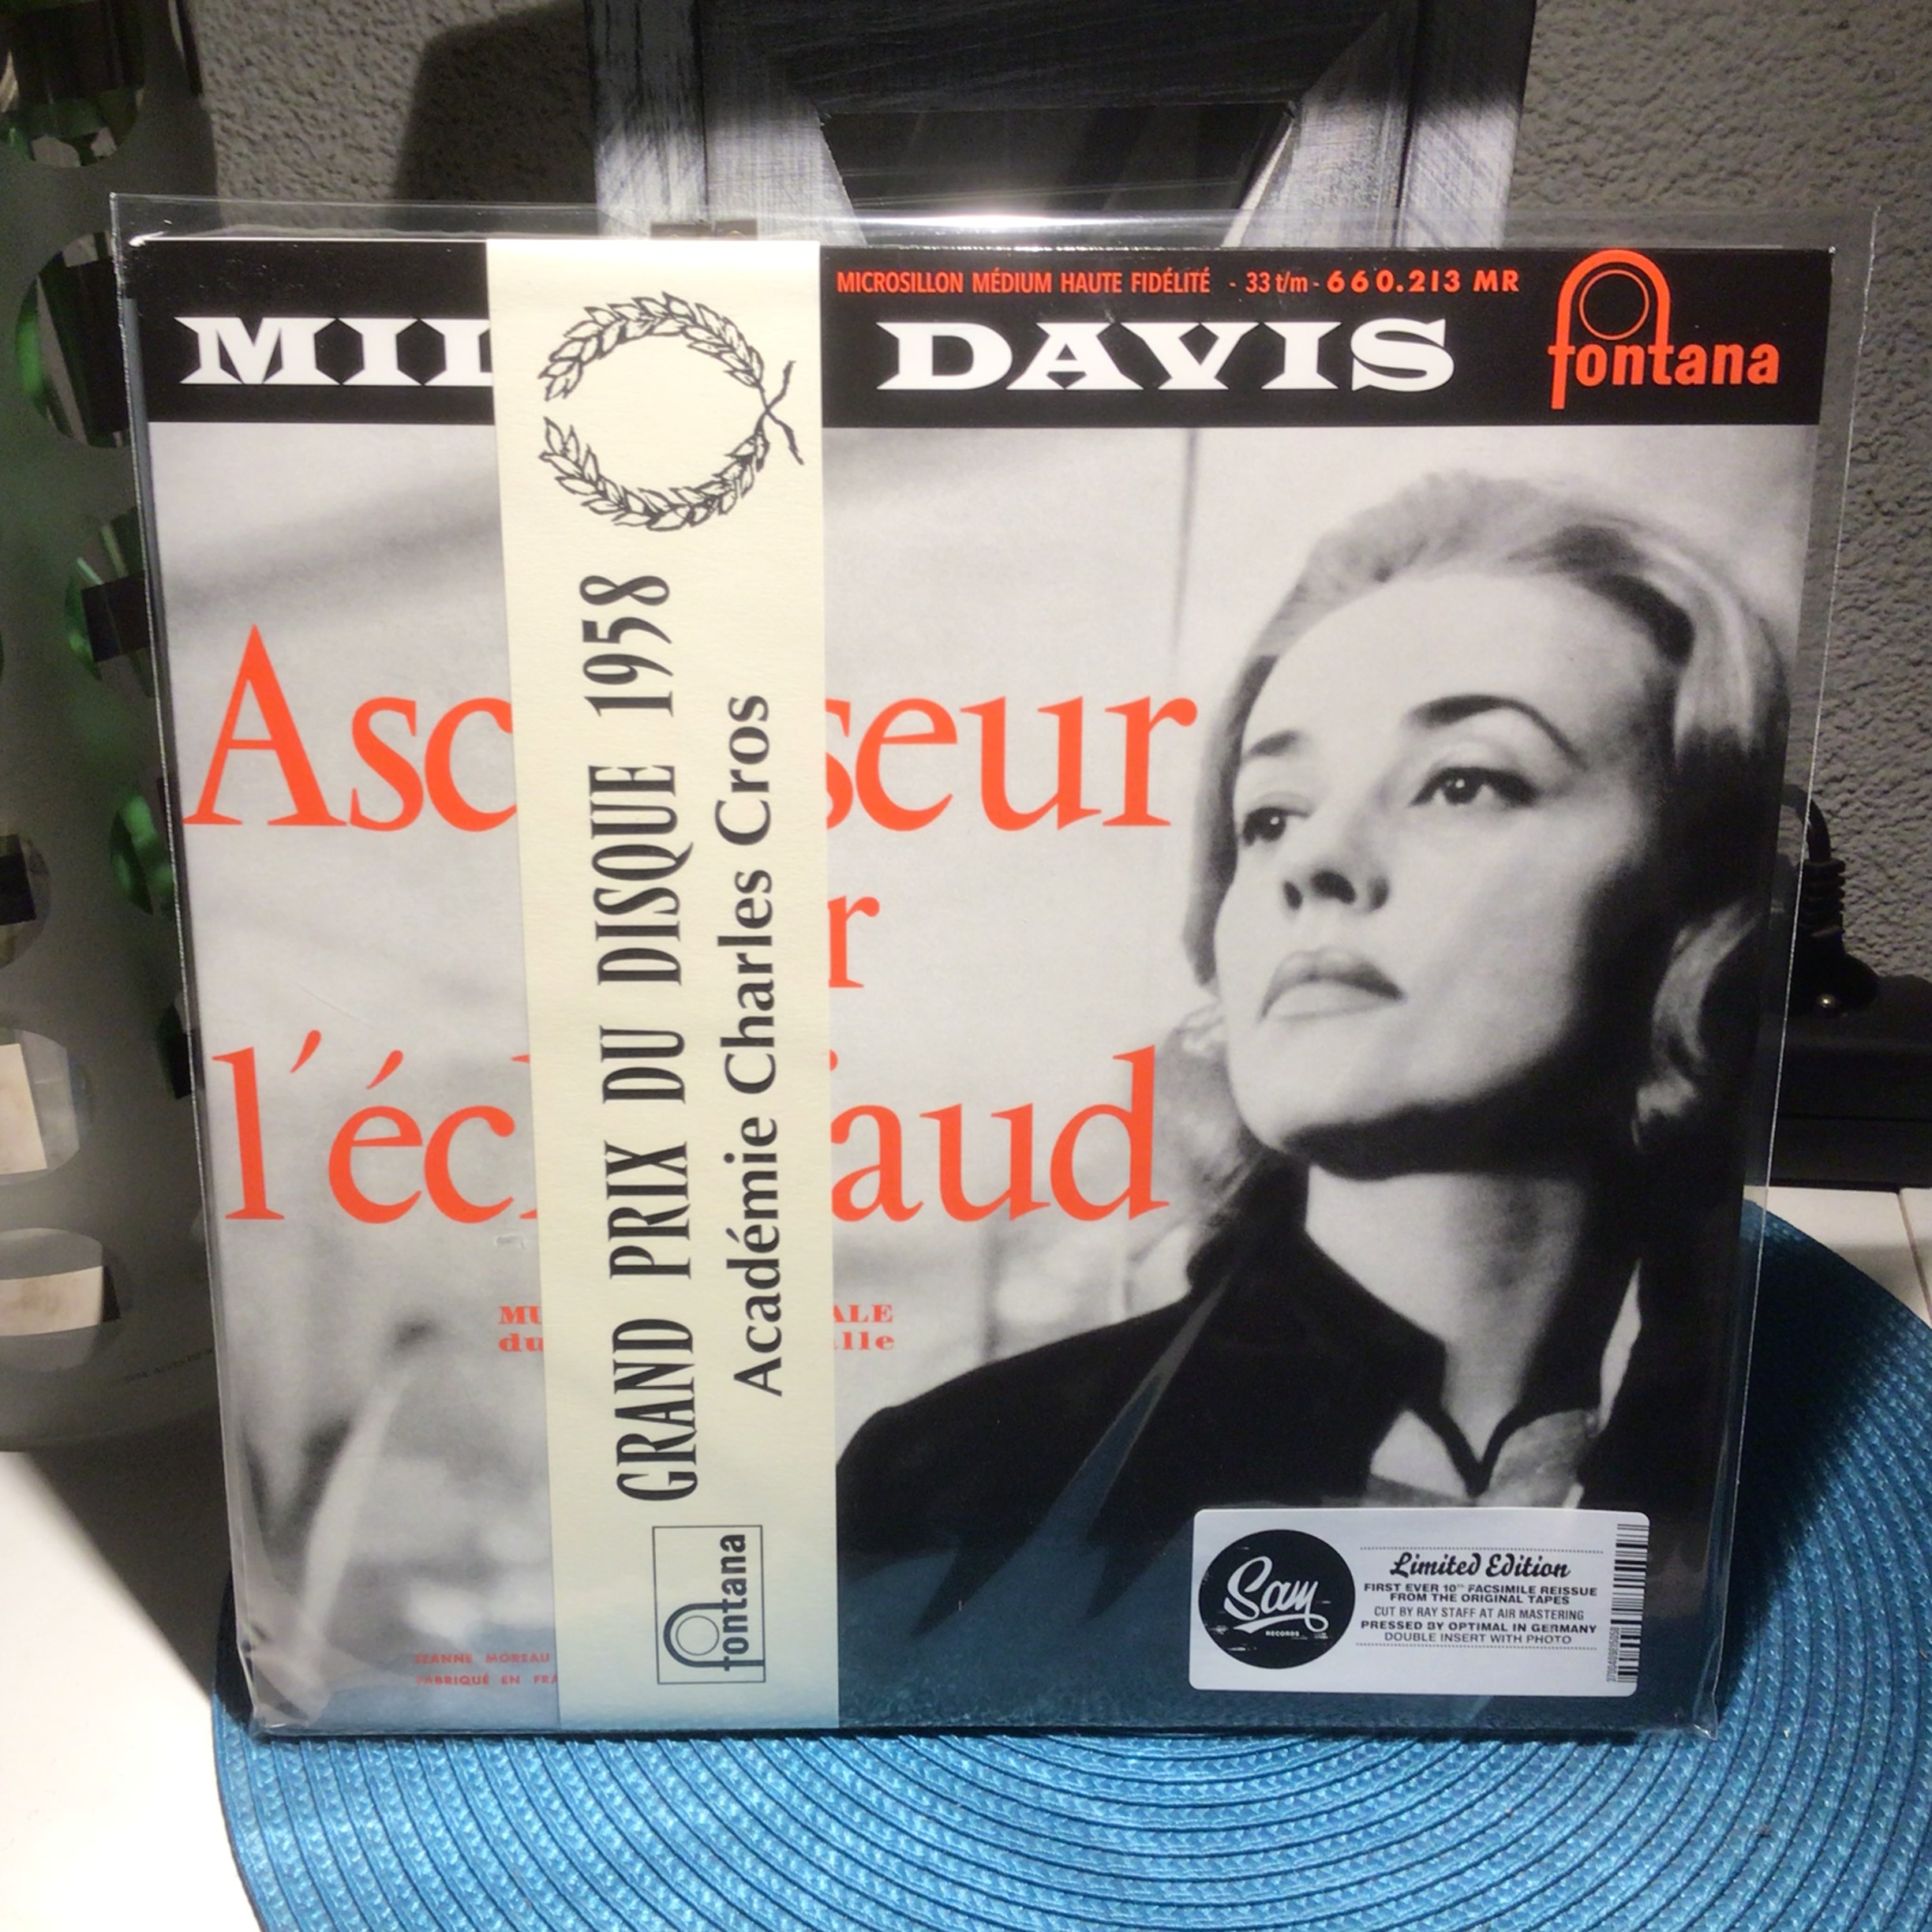 MICROSILLON MÉDIUM HAUTE FIDÉLITÉ - 33 t/m - 660.213 MR
MIL DAVIS
fontana
Asc seur
r
l'éc aud
MU ALE
du lle
GRAND PRIX DU DISQUE 1958
Académie Charles Cros
fontana
JEANNE MOREAU
FABRIQUÉ EN FRA
Sam
RECORDS
Limited Edition
FIRST EVER 10" FACSIMILE REISSUE
FROM THE ORIGINAL TAPES
CUT BY RAY STAFF AT AIR MASTERING
PRESSED BY OPTIMAL IN GERMANY
DOUBLE INSERT WITH PHOTO